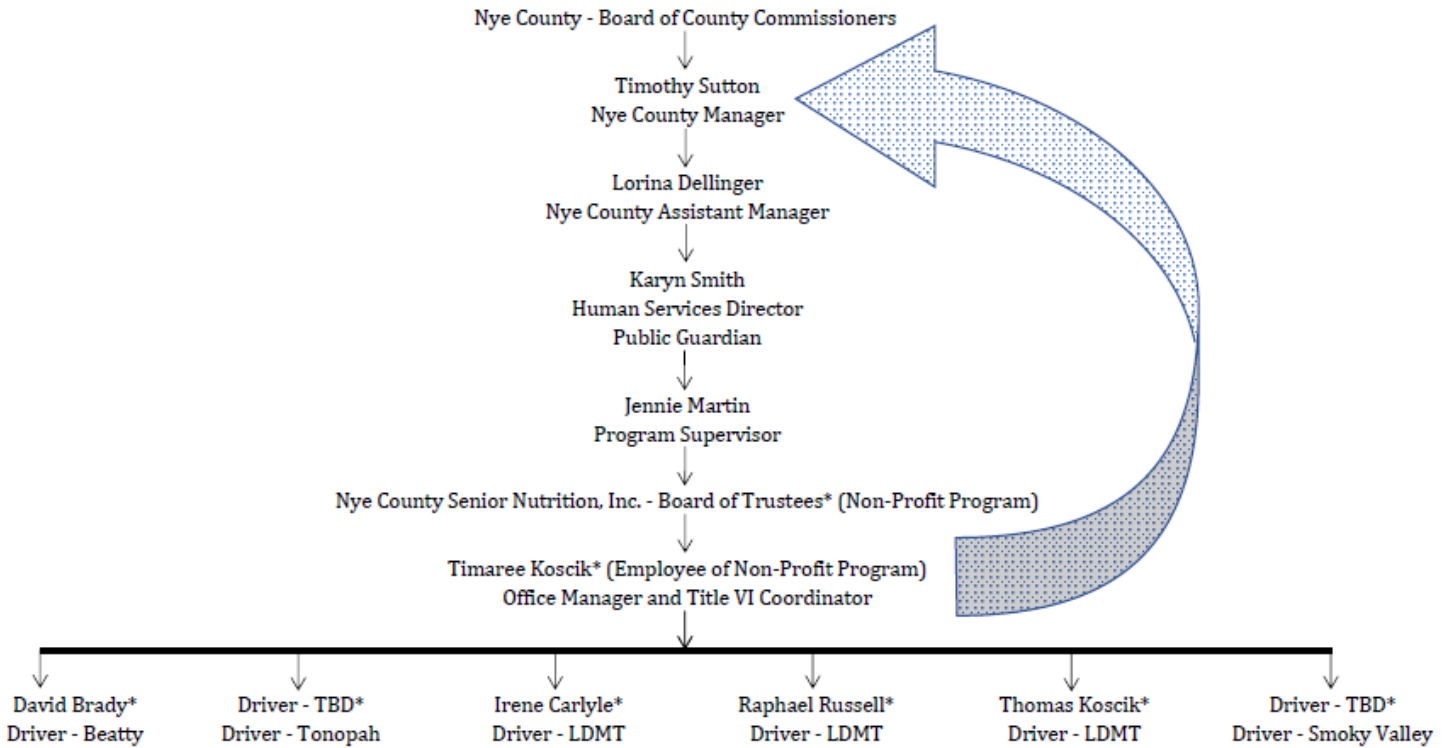 Nye County - Board of County Commissioners
Timothy Sutton
Nye County Manager
Lorina Dellinger
Nye County Assistant Manager
Karyn Smith
Human Services Director
Public Guardian
Jennie Martin
Program Supervisor
Nye County Senior Nutrition, Inc. - Board of Trustees* (Non-Profit Program)
Timaree Koscik* (Employee of Non-Profit Program)
Office Manager and Title VI Coordinator
David Brady*
Driver - Beatty
Driver - TBD*
Driver - Tonopah
Irene Carlyle*
Driver - LDMT
Raphael Russell*
Driver - LDMT
Thomas Koscik*
Driver - LDMT
Driver - TBD*
Driver - Smoky Valley